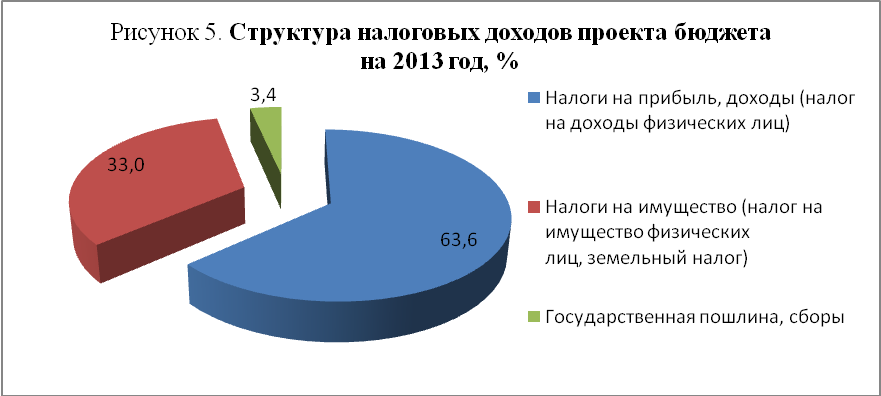 Рисунок 5. Структура налоговых доходов проекта бюджета
на 2013 год, %
3,4
33,0
63,6
Налоги на прибыль, доходы (налог
на доходы физических лиц)
Налоги на имущество (налог на
имущество физических
лиц, земельный налог)
Государственная пошлина, сборы